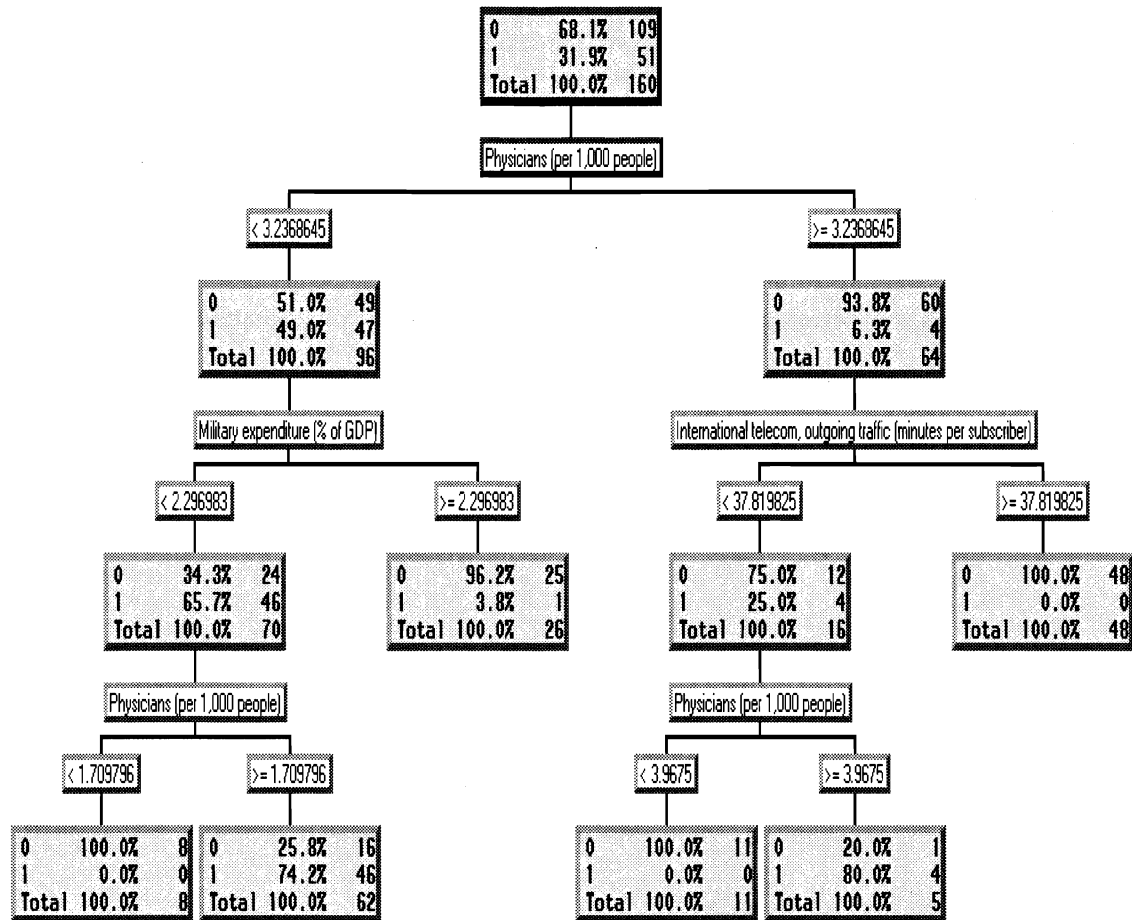 0 68.1% 109
1 31.9% 51
Total 100.0% 160
Physicians (per 1,000 people)
< 3.2368645
>= 3.2368645
0 51.0% 49
1 49.0% 47
Total 100.0% 96
0 93.8% 60
1 6.3% 4
Total 100.0% 64
Military expenditure (% of GDP)
International telecom, outgoing traffic (minutes per subscriber)
< 2.296983
>= 2.296983
< 37.819825
>= 37.819825
0 34.3% 24
1 65.7% 46
Total 100.0% 70
0 96.2% 25
1 3.8% 1
Total 100.0% 26
0 75.0% 12
1 25.0% 4
Total 100.0% 16
0 100.0% 48
1 0.0% 0
Total 100.0% 48
Physicians (per 1,000 people)
Physicians (per 1,000 people)
< 1.709796
>= 1.709796
< 3.9675
>= 3.9675
0 100.0% 8
1 0.0% 0
Total 100.0% 8
0 25.8% 16
1 74.2% 46
Total 100.0% 62
0 100.0% 11
1 0.0% 0
Total 100.0% 11
0 20.0% 1
1 80.0% 4
Total 100.0% 5